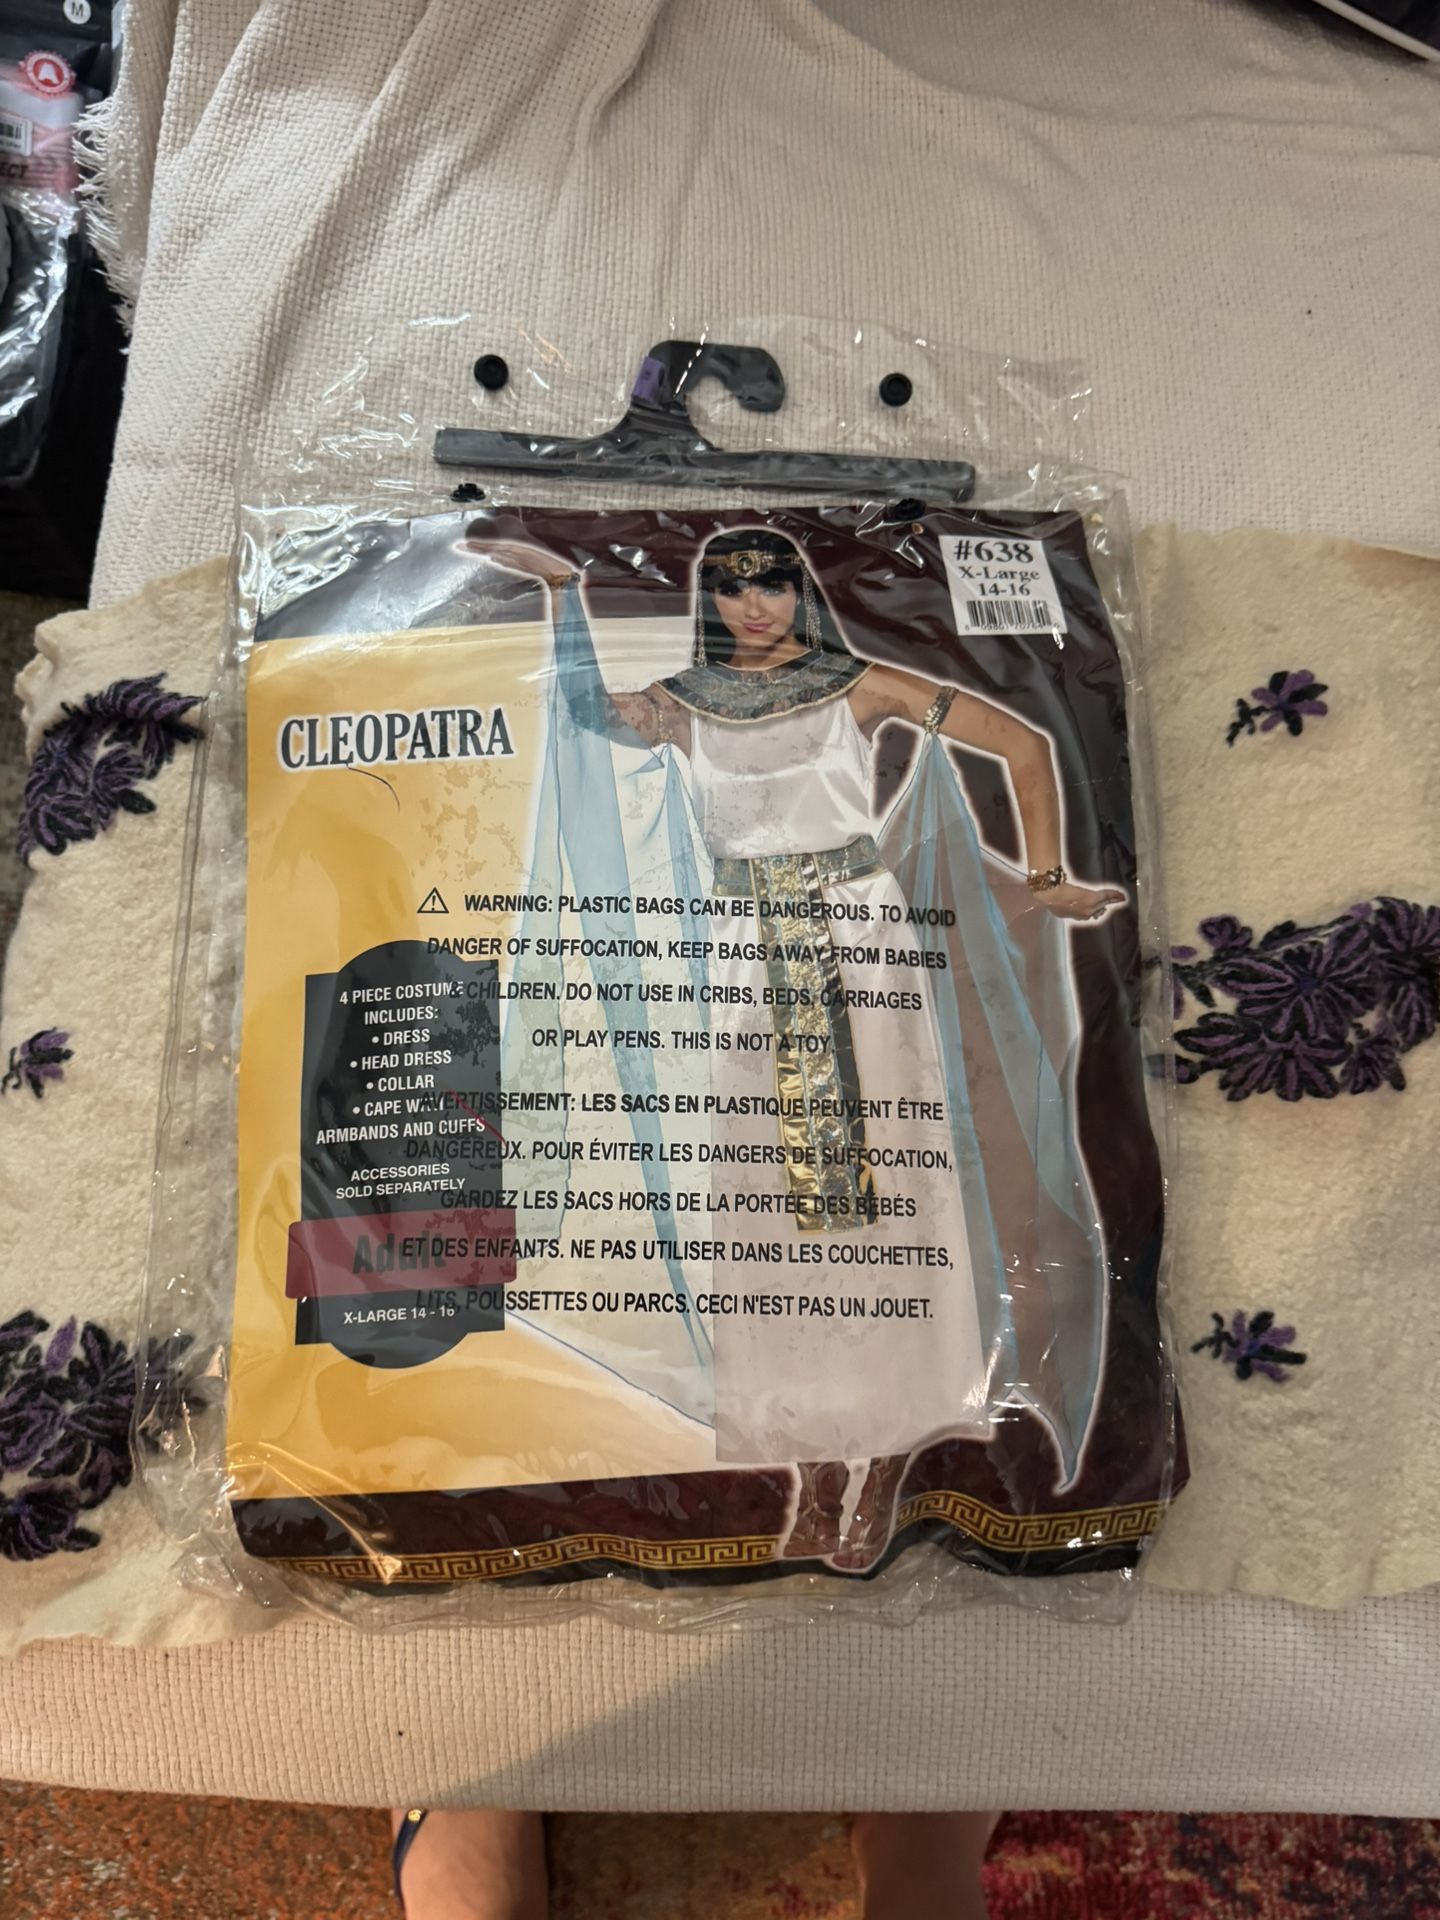 M
A
ECT
#638
X-Large
14-16
CLEOPATRA
WARNING: PLASTIC BAGS CAN BE DANGEROUS. TO AVOID
DANGER OF SUFFOCATION, KEEP BAGS AWAY FROM BABIES
& CHILDREN. DO NOT USE IN CRIBS, BEDS, CARRIAGES
OR PLAY PENS. THIS IS NOT A TOY.
AVERTISSEMENT: LES SACS EN PLASTIQUE PEUVENT ÊTRE
DANGEREUX. POUR ÉVITER LES DANGERS DE SUFFOCATION,
GARDEZ LES SACS HORS DE LA PORTÉE DES BÉBÉS
ET DES ENFANTS. NE PAS UTILISER DANS LES COUCHETTES,
LITS, POUSSETTES OU PARCS. CECI N'EST PAS UN JOUET.
4 PIECE COSTUME
INCLUDES:
• DRESS
• HEAD DRESS
• COLLAR
• CAPE WITH
ARMBANDS AND CUFFS
ACCESSORIES
SOLD SEPARATELY
Adult
X-LARGE 14 - 16